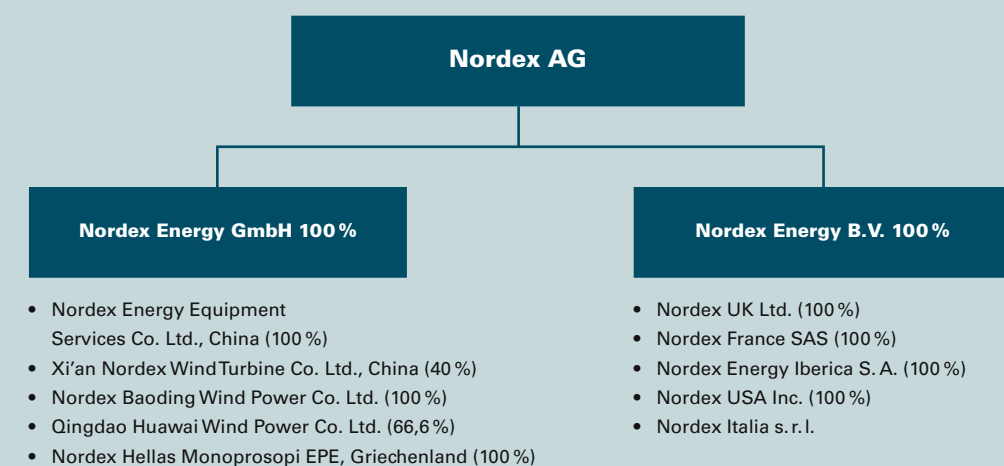 Nordex AG
Nordex Energy GmbH 100 %
• Nordex Energy Equipment
Services Co. Ltd., China (100 %)
• Xi’an Nordex Wind Turbine Co. Ltd., China (40 %)
• Nordex Baoding Wind Power Co. Ltd. (100 %)
• Qingdao Huawai Wind Power Co. Ltd. (66,6 %)
• Nordex Hellas Monoprosopi EPE, Griechenland (100 %)
Nordex Energy B.V. 100 %
• Nordex UK Ltd. (100 %)
• Nordex France SAS (100 %)
• Nordex Energy Iberica S. A. (100 %)
• Nordex USA Inc. (100 %)
• Nordex Italia s. r. l.